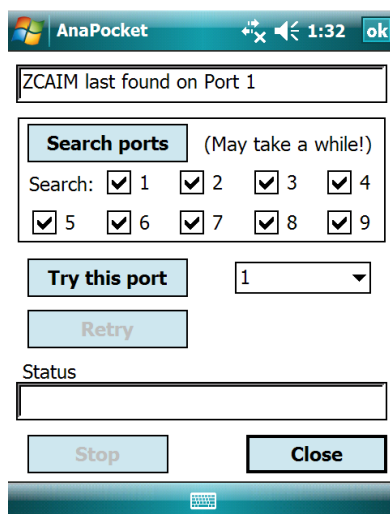 AnaPocket 1:32 ok
ZCAIM last found on Port 1
Search ports (May take a while!)
Search: 1 2 3 4
5 6 7 8 9
Try this port 1
Retry
Status
Stop Close